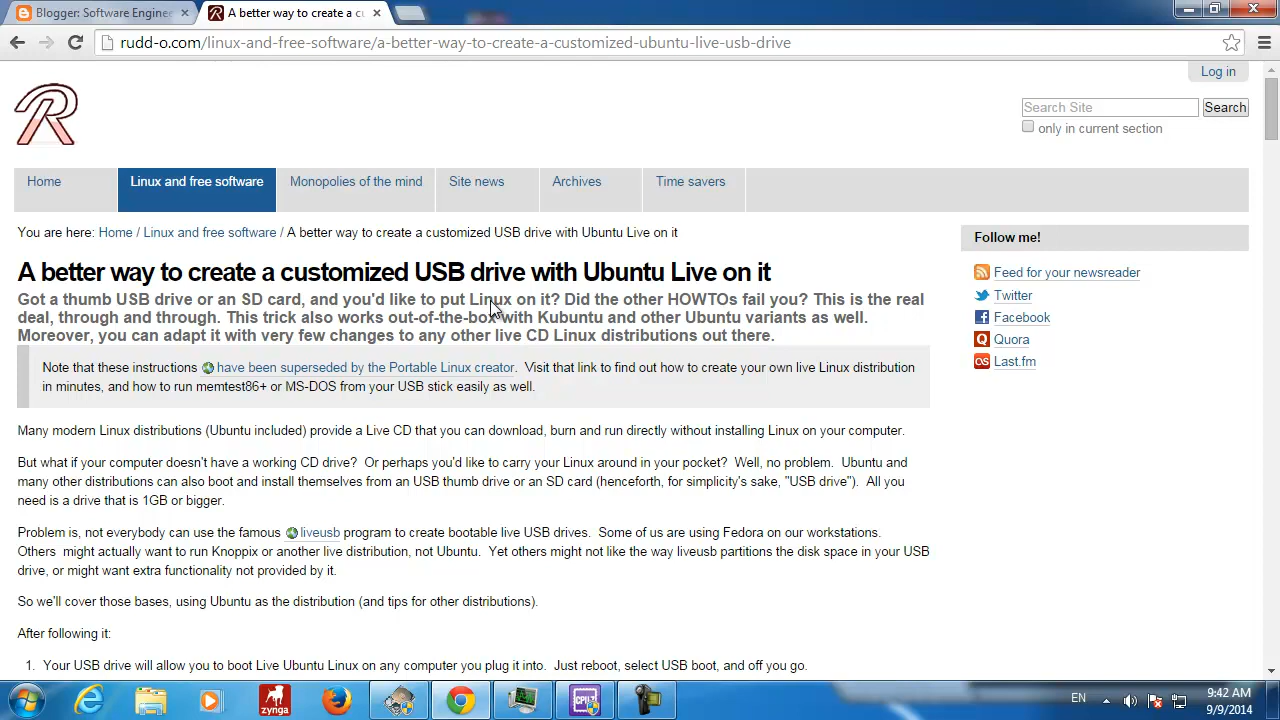 Blogger: Software Enginee
A better way to create a cu
rudd-o.com/linux-and-free-software/a-better-way-to-create-a-customized-ubuntu-live-usb-drive
Log in
R
Search Site
Search
only in current section
Home
Linux and free software
Monopolies of the mind
Site news
Archives
Time savers
You are here: Home / Linux and free software / A better way to create a customized USB drive with Ubuntu Live on it
Follow me!
A better way to create a customized USB drive with Ubuntu Live on it
Feed for your newsreader
Got a thumb USB drive or an SD card, and you'd like to put Linux on it? Did the other HOWTOs fail you? This is the real
Twitter
deal, through and through. This trick also works out-of-the-box with Kubuntu and other Ubuntu variants as well.
Facebook
Moreover, you can adapt it with very few changes to any other live CD Linux distributions out there.
Quora
Note that these instructions have been superseded by the Portable Linux creator. Visit that link to find out how to create your own live Linux distribution
Last.fm
in minutes, and how to run memtest86+ or MS-DOS from your USB stick easily as well.
Many modern Linux distributions (Ubuntu included) provide a Live CD that you can download, burn and run directly without installing Linux on your computer.
But what if your computer doesn't have a working CD drive? Or perhaps you'd like to carry your Linux around in your pocket? Well, no problem. Ubuntu and
many other distributions can also boot and install themselves from an USB thumb drive or an SD card (henceforth, for simplicity's sake, "USB drive"). All you
need is a drive that is 1GB or bigger.
Problem is, not everybody can use the famous liveusb program to create bootable live USB drives. Some of us are using Fedora on our workstations.
Others might actually want to run Knoppix or another live distribution, not Ubuntu. Yet others might not like the way liveusb partitions the disk space in your USB
drive, or might want extra functionality not provided by it.
So we'll cover those bases, using Ubuntu as the distribution (and tips for other distributions).
After following it:
1. Your USB drive will allow you to boot Live Ubuntu Linux on any computer you plug it into. Just reboot, select USB boot, and off you go.
zynga
EN
9:42 AM
9/9/2014